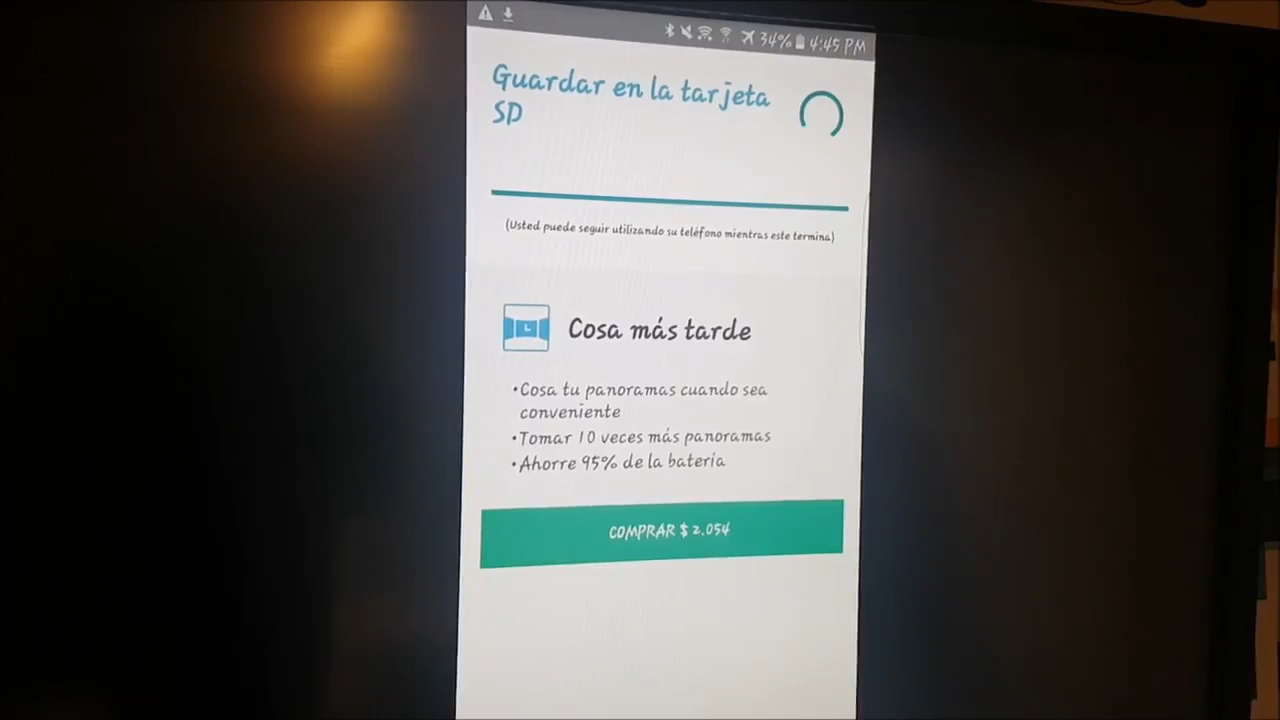 34% 4:45 PM
Guardar en la tarjeta
SD
(Usted puede seguir utilizando su teléfono mientras este termina)
Cosa más tarde
•Cosa tu panoramas cuando sea
conveniente
•Tomar 10 veces más panoramas
•Ahorre 95% de la batería
COMPRAR $ 2.054